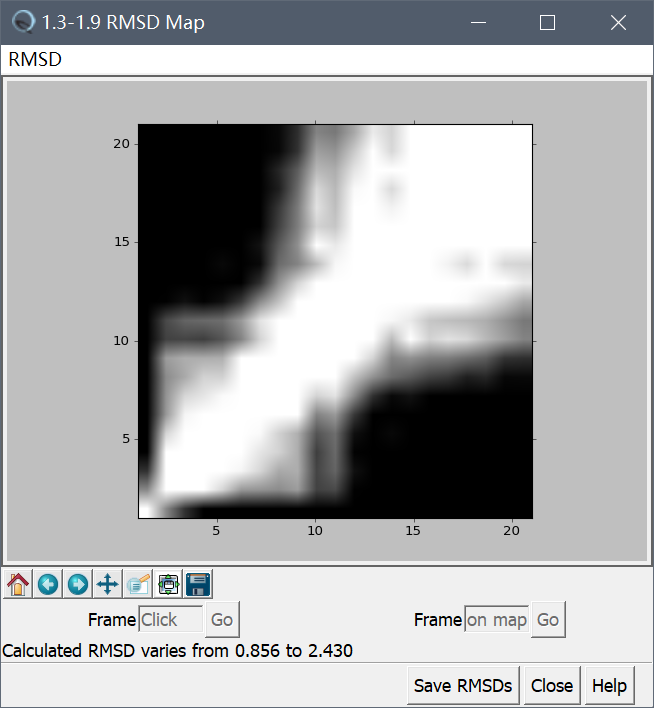 1.3-1.9 RMSD Map
RMSD
20
15
10
5
5 10 15 20
Frame Click Go Frame on map Go
Calculated RMSD varies from 0.856 to 2.430
Save RMSDs Close Help